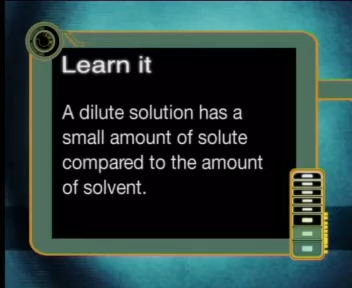 Learn it
A dilute solution has a
small amount of solute
compared to the amount
of solvent.